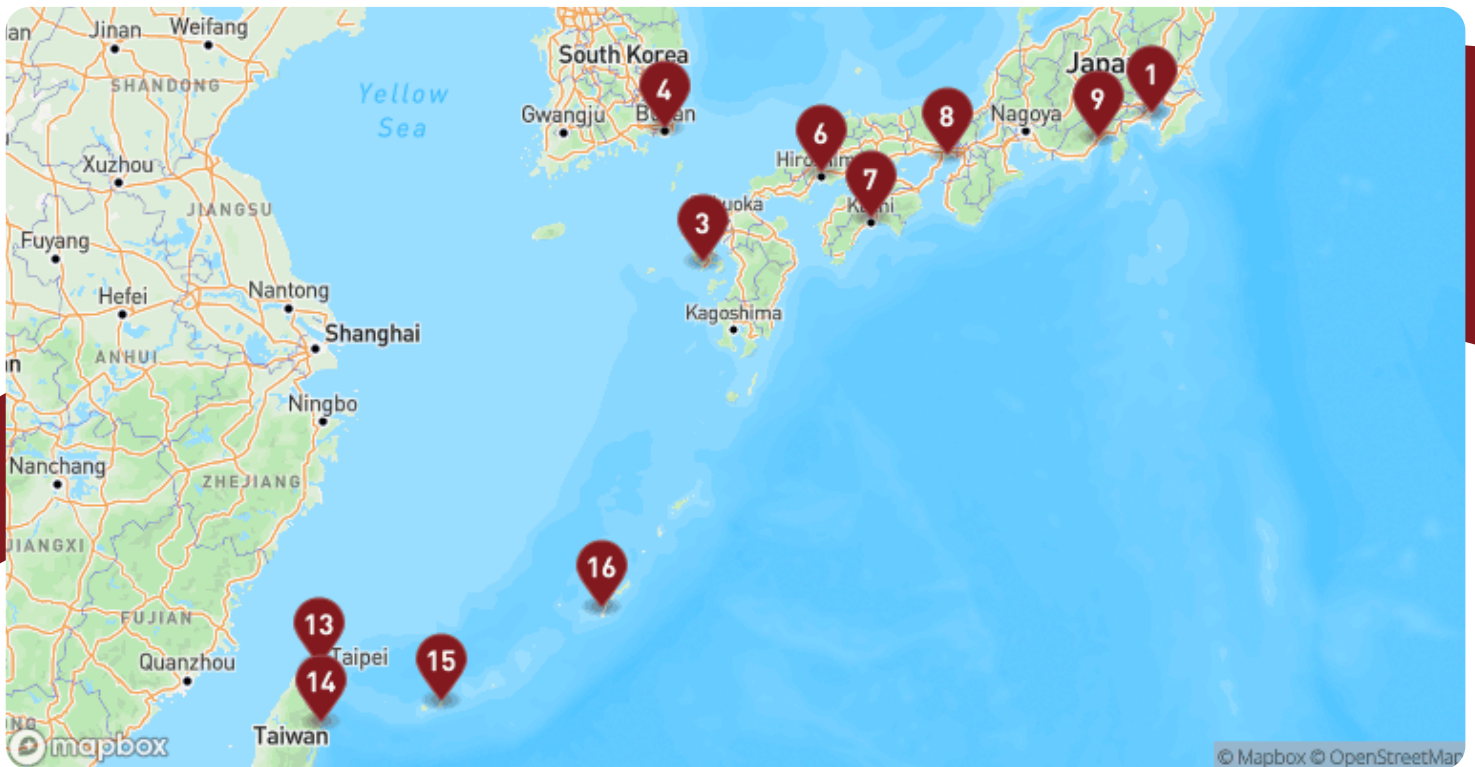 an
Jinan
Weifang
SHANDONG
Yellow
Sea
South Korea
4
Gwangju
Xuzhou
JIANGSU
Fuyang
Hefei
Nantong
Shanghai
ANHUI
Ningbo
Nanchang
ZHEJIANG
JIANGXI
FUJIAN
Quanzhou
Taiwan
Taipei
13
14
15
16
3
uoka
Kagoshima
6
7
8
Nagoya
9
1
mapbox
© Mapbox © OpenStreetMap